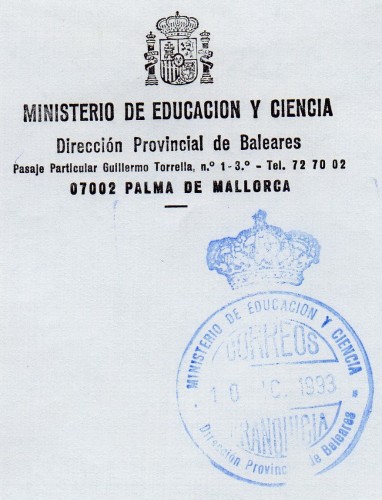 MINISTERIO DE EDUCACION Y CIENCIA
Dirección Provincial de Baleares
Pasaje Particular Guillermo Torrella, n.º 1-3.º - Tel. 72 70 02
07002 PALMA DE MALLORCA
MINISTERIO DE EDUCACION Y CIENCIA
CORREOS
1993
FRANQUICIA
Dirección Provincial de Baleares